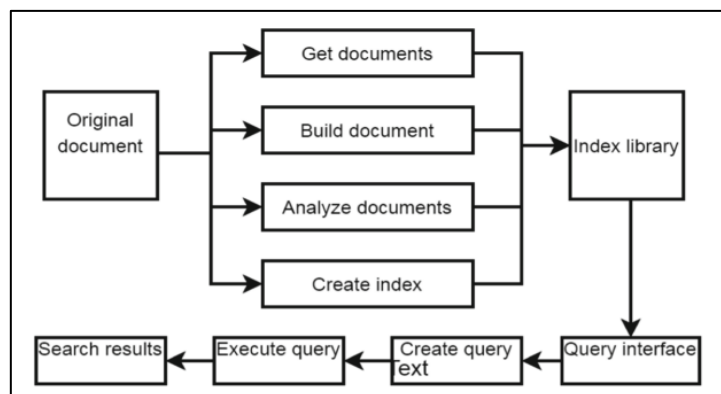 Get documents
Original
document
Build document
Index library
Analyze documents
Create index
Search results
Execute query
Create query
Text
Query interface